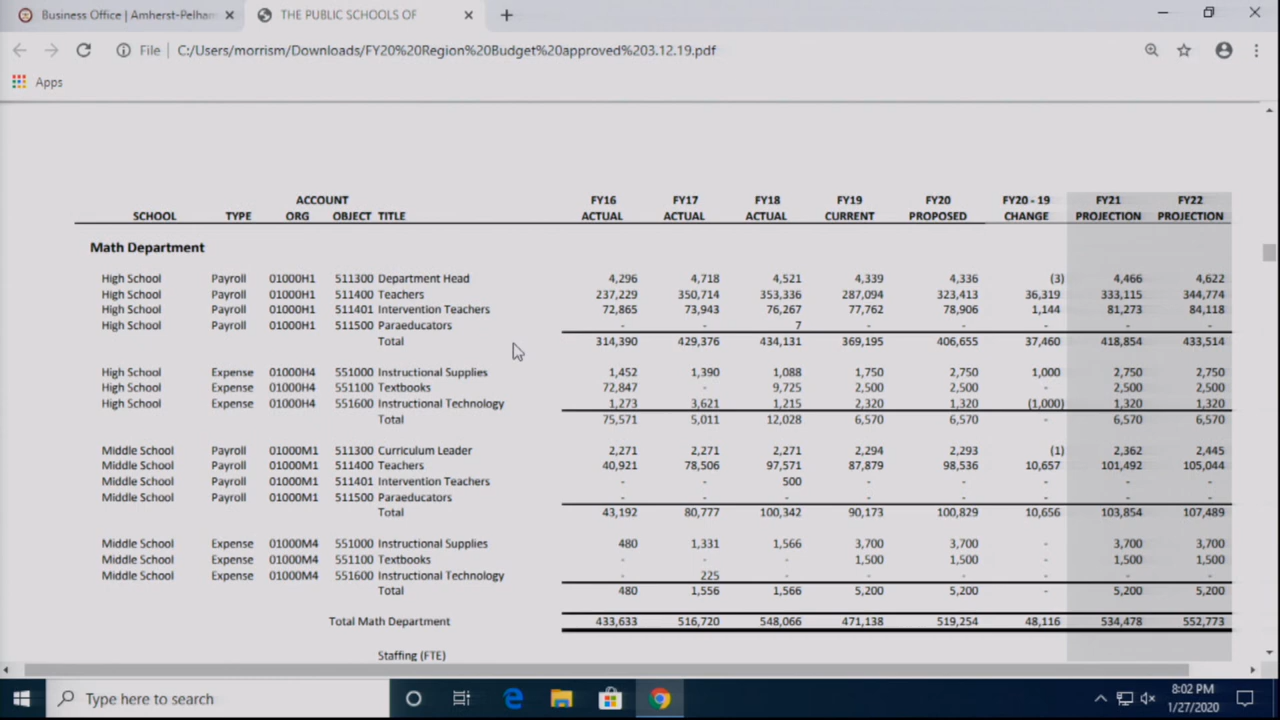 Business Office | Amherst-Pelham
THE PUBLIC SCHOOLS OF
File | C:/Users/morrism/Downloads/FY20%20Region%20Budget%20approved%203.12.19.pdf
Apps
ACCOUNT FY16 FY17 FY18 FY19 FY20 FY20 - 19 FY21 FY22
SCHOOL TYPE ORG OBJECT TITLE ACTUAL ACTUAL ACTUAL CURRENT PROPOSED CHANGE PROJECTION PROJECTION
Math Department
High School Payroll 01000H1 511300 Department Head 4,296 4,718 4,521 4,339 4,336 (3) 4,466 4,622
High School Payroll 01000H1 511400 Teachers 237,229 350,714 353,336 287,094 323,413 36,319 333,115 344,774
High School Payroll 01000H1 511401 Intervention Teachers 72,865 73,943 76,267 77,762 78,906 1,144 81,273 84,118
High School Payroll 01000H1 511500 Paraeducators - - 7 - - - - -
Total 314,390 429,376 434,131 369,195 406,655 37,460 418,854 433,514
High School Expense 01000H4 551000 Instructional Supplies 1,452 1,390 1,088 1,750 2,750 1,000 2,750 2,750
High School Expense 01000H4 551100 Textbooks 72,847 - 9,725 2,500 2,500 - 2,500 2,500
High School Expense 01000H4 551600 Instructional Technology 1,273 3,621 1,215 2,320 1,320 (1,000) 1,320 1,320
Total 75,571 5,011 12,028 6,570 6,570 - 6,570 6,570
Middle School Payroll 01000M1 511300 Curriculum Leader 2,271 2,271 2,271 2,294 2,293 (1) 2,362 2,445
Middle School Payroll 01000M1 511400 Teachers 40,921 78,506 97,571 87,879 98,536 10,657 101,492 105,044
Middle School Payroll 01000M1 511401 Intervention Teachers - - 500 - - - - -
Middle School Payroll 01000M1 511500 Paraeducators - - - - - - - -
Total 43,192 80,777 100,342 90,173 100,829 10,656 103,854 107,489
Middle School Expense 01000M4 551000 Instructional Supplies 480 1,331 1,566 3,700 3,700 - 3,700 3,700
Middle School Expense 01000M4 551100 Textbooks - - - 1,500 1,500 - 1,500 1,500
Middle School Expense 01000M4 551600 Instructional Technology - 225 - - - - - -
Total 480 1,556 1,566 5,200 5,200 - 5,200 5,200
Total Math Department 433,633 516,720 548,066 471,138 519,254 48,116 534,478 552,773
Staffing (FTE)
Type here to search
8:02 PM
1/27/2020